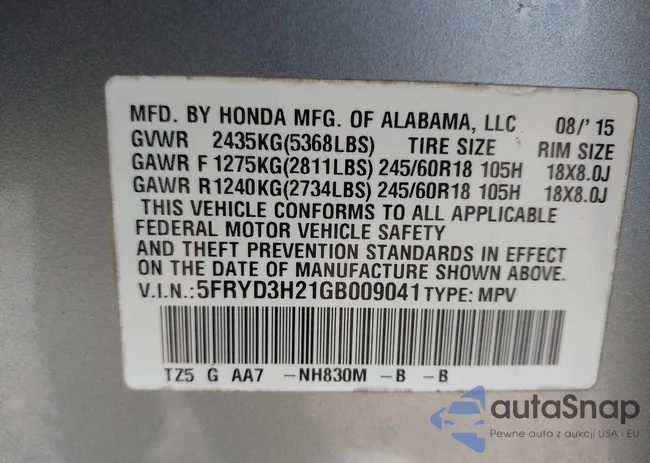 MFD. BY HONDA MFG. OF ALABAMA, LLC 08/'15
GVWR 2435KG(5368LBS) TIRE SIZE RIM SIZE
GAWR F 1275KG(2811LBS) 245/60R18 105H 18X8.0J
GAWR R1240KG(2734LBS) 245/60R18 105H 18X8.0J
THIS VEHICLE CONFORMS TO ALL APPLICABLE
FEDERAL MOTOR VEHICLE SAFETY
AND THEFT PREVENTION STANDARDS IN EFFECT
ON THE DATE OF MANUFACTURE SHOWN ABOVE.
V.I.N.:5FRYD3H21GB009041 TYPE: MPV
TZ5 G AA7 -NH830M -B -B
autaSnap
Pewne auta z aukcji USA i EU